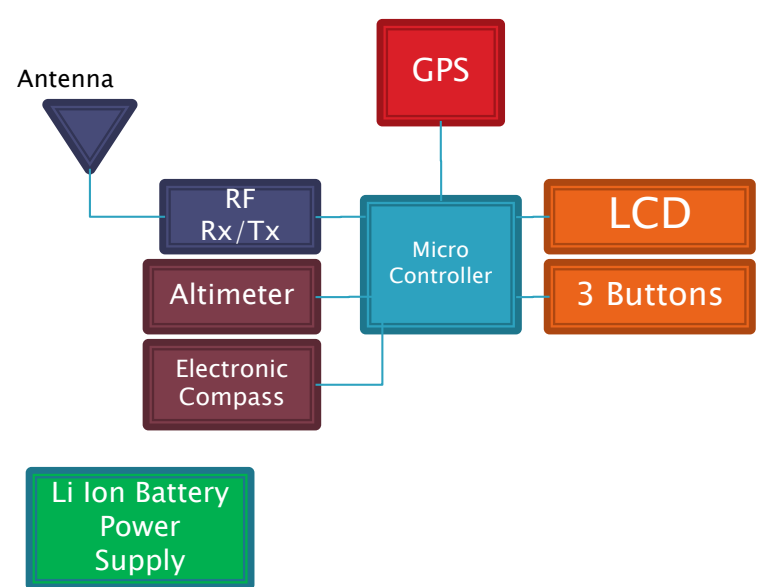 GPS
Antenna
RF
Rx/Tx
LCD
Micro
Controller
Altimeter
3 Buttons
Electronic
Compass
Li Ion Battery
Power
Supply